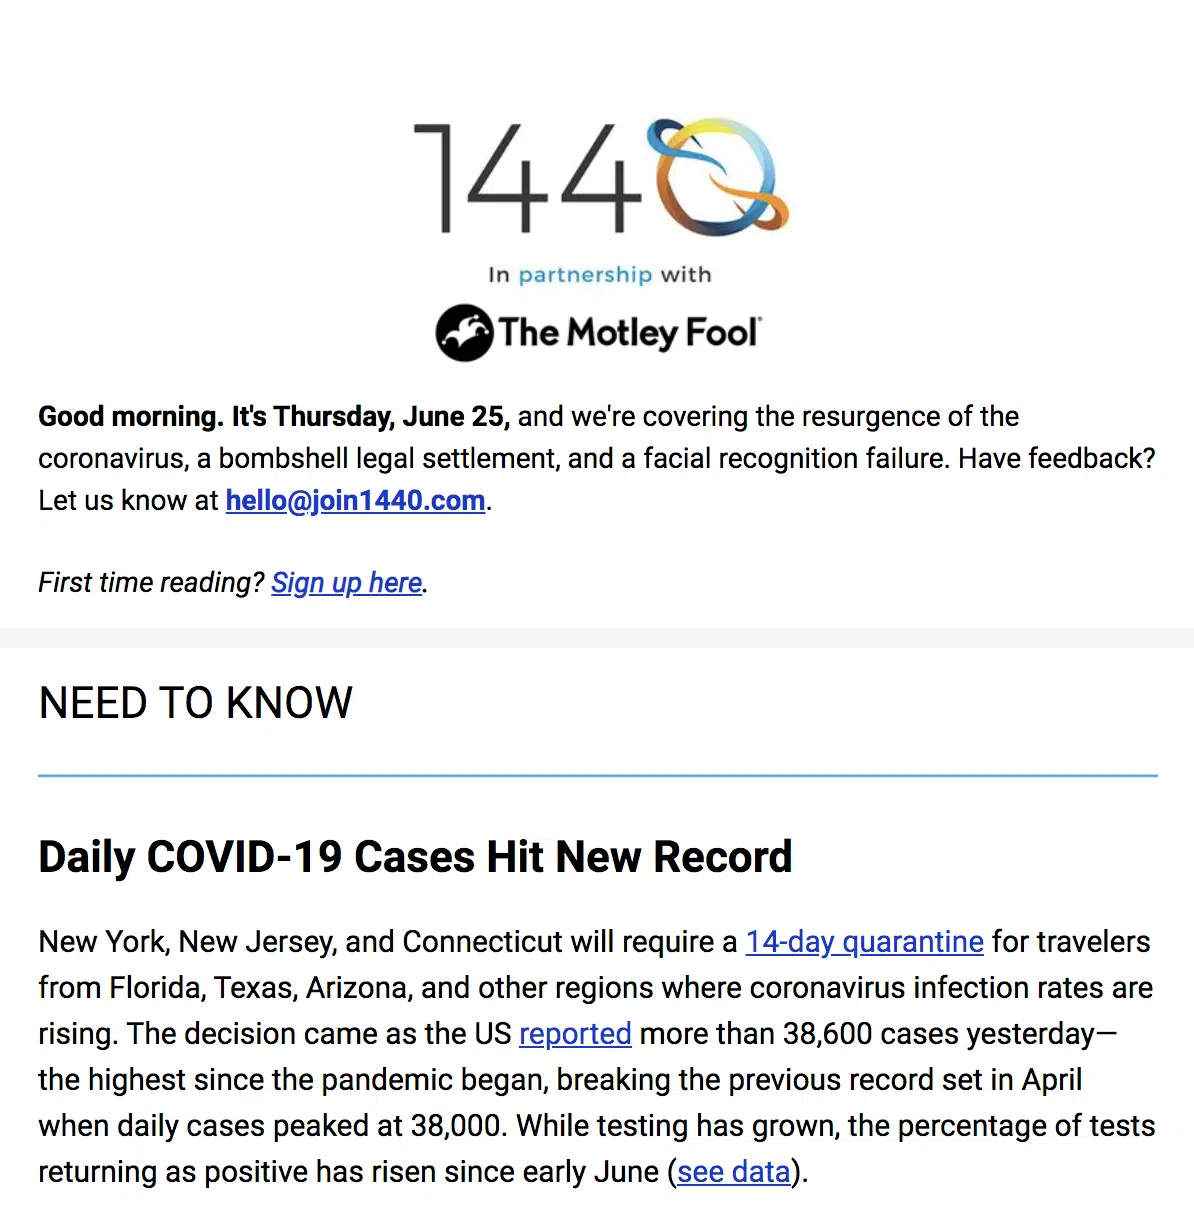 1440
In partnership with
The Motley Fool®
Good morning. It's Thursday, June 25, and we're covering the resurgence of the
coronavirus, a bombshell legal settlement, and a facial recognition failure. Have feedback?
Let us know at hello@join1440.com.
First time reading? Sign up here.
NEED TO KNOW
Daily COVID-19 Cases Hit New Record
New York, New Jersey, and Connecticut will require a 14-day quarantine for travelers
from Florida, Texas, Arizona, and other regions where coronavirus infection rates are
rising. The decision came as the US reported more than 38,600 cases yesterday—
the highest since the pandemic began, breaking the previous record set in April
when daily cases peaked at 38,000. While testing has grown, the percentage of tests
returning as positive has risen since early June (see data).